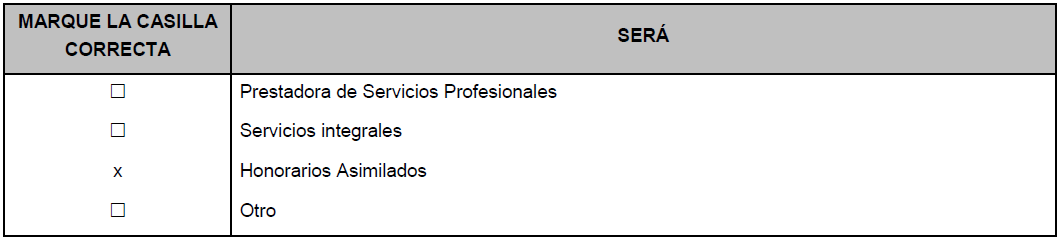 MARQUE LA CASILLA
CORRECTA
SERÁ
☐ Prestadora de Servicios Profesionales
☐ Servicios integrales
x Honorarios Asimilados
☐ Otro